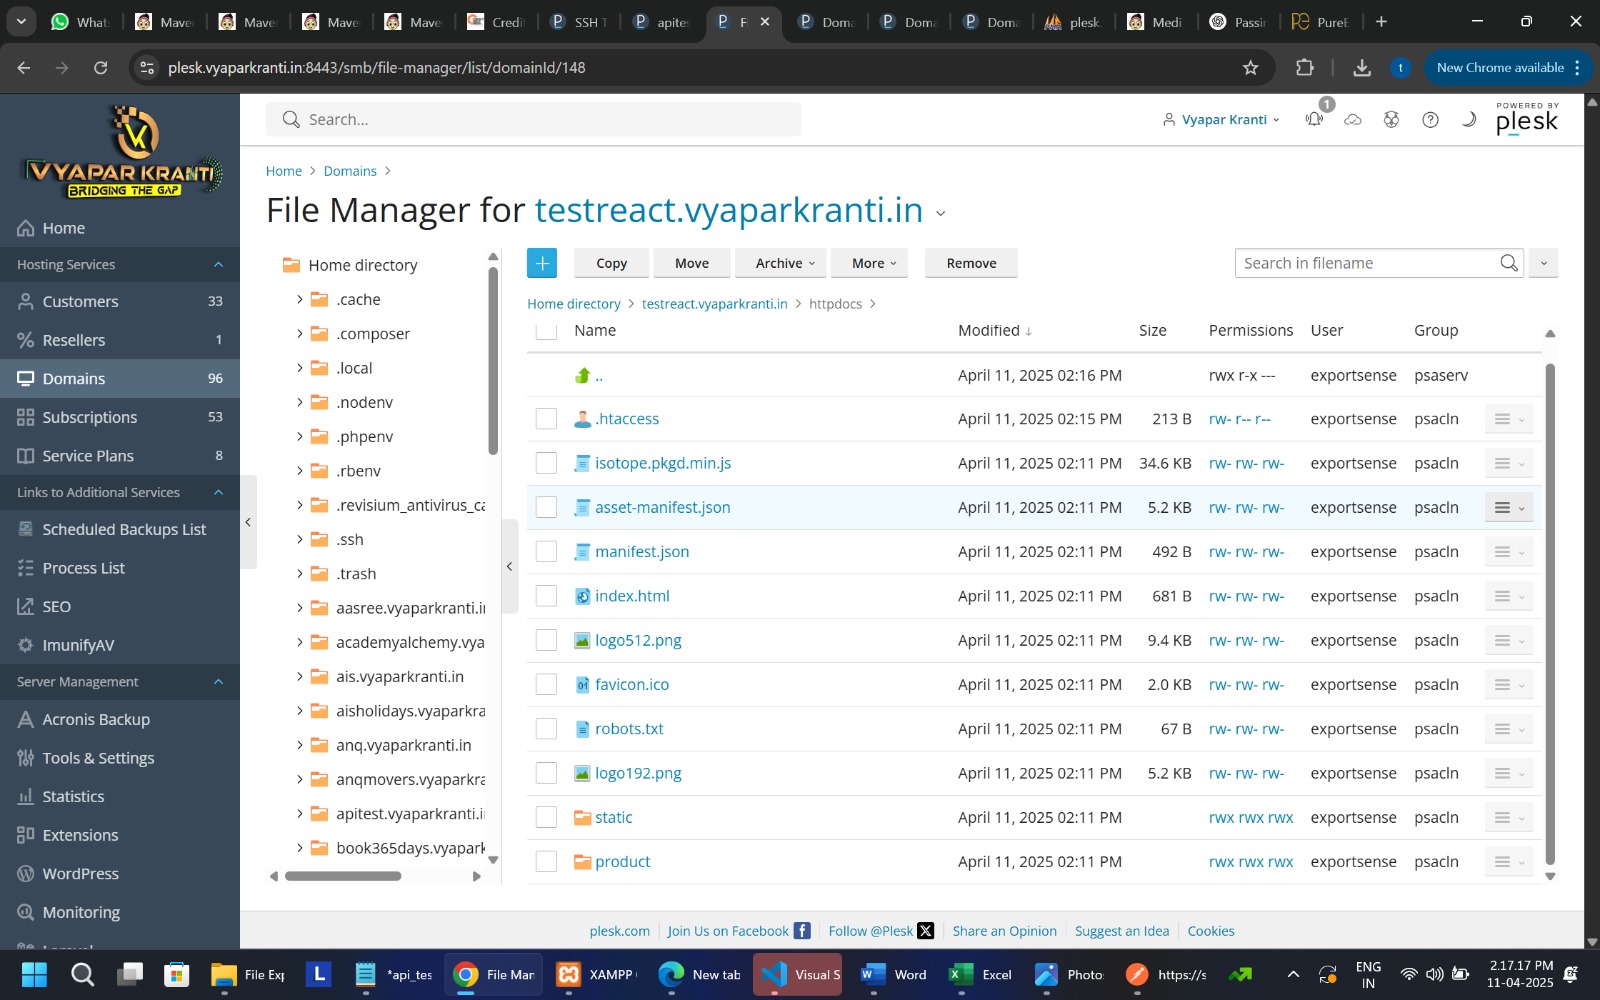 Whats
Maver
Maver
Maver
Maver
Credit
SSH T
apites
Fi
Doma
Doma
Doma
plesk.
Medi
Passin
PureE
plesk.vyaparkranti.in:8443/smb/file-manager/list/domainId/148
t
New Chrome available
VYAPAR KRANTI
BRIDGING THE GAP
Search...
Vyapar Kranti
1
POWERED BY
plesk
Home
Hosting Services
Customers 33
Resellers 1
Domains 96
Subscriptions 53
Service Plans 8
Links to Additional Services
Scheduled Backups List
Process List
SEO
ImunifyAV
Server Management
Acronis Backup
Tools & Settings
Statistics
Extensions
WordPress
Monitoring
Home > Domains >
File Manager for testreact.vyaparkranti.in
Home directory
.cache
.composer
.local
.nodenv
.phpenv
.rbenv
.revisium_antivirus_ca
.ssh
.trash
aasree.vyaparkranti.in
academyalchemy.vya
ais.vyaparkranti.in
aisholidays.vyaparkra
anq.vyaparkranti.in
anqmovers.vyaparkra
apitest.vyaparkranti.in
book365days.vyapark
+ Copy Move Archive More Remove
Search in filename
Home directory > testreact.vyaparkranti.in > httpdocs >
Name Modified ↓ Size Permissions User Group
.. April 11, 2025 02:16 PM rwx r-x --- exportsense psaserv
.htaccess April 11, 2025 02:15 PM 213 B rw- r-- r-- exportsense psacln
isotope.pkgd.min.js April 11, 2025 02:11 PM 34.6 KB rw- rw- rw- exportsense psacln
asset-manifest.json April 11, 2025 02:11 PM 5.2 KB rw- rw- rw- exportsense psacln
manifest.json April 11, 2025 02:11 PM 492 B rw- rw- rw- exportsense psacln
index.html April 11, 2025 02:11 PM 681 B rw- rw- rw- exportsense psacln
logo512.png April 11, 2025 02:11 PM 9.4 KB rw- rw- rw- exportsense psacln
favicon.ico April 11, 2025 02:11 PM 2.0 KB rw- rw- rw- exportsense psacln
robots.txt April 11, 2025 02:11 PM 67 B rw- rw- rw- exportsense psacln
logo192.png April 11, 2025 02:11 PM 5.2 KB rw- rw- rw- exportsense psacln
static April 11, 2025 02:11 PM rwx rwx rwx exportsense psacln
product April 11, 2025 02:11 PM rwx rwx rwx exportsense psacln
plesk.com Join Us on Facebook Follow @Plesk Share an Opinion Suggest an Idea Cookies
File Exp
L
*api_tes
File Man
XAMPP
New tab
Visual S
Word
Excel
Photo
https://s
ENG
IN
2.17.17 PM
11-04-2025